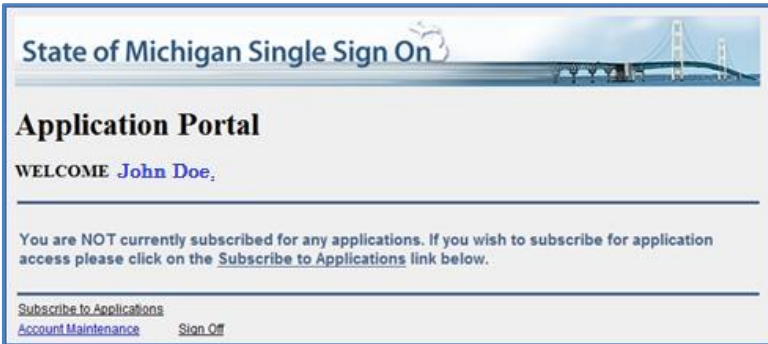 State of Michigan Single Sign On
Application Portal
WELCOME John Doe,
You are NOT currently subscribed for any applications. If you wish to subscribe for application
access please click on the Subscribe to Applications link below.
Subscribe to Applications
Account Maintenance Sign Off